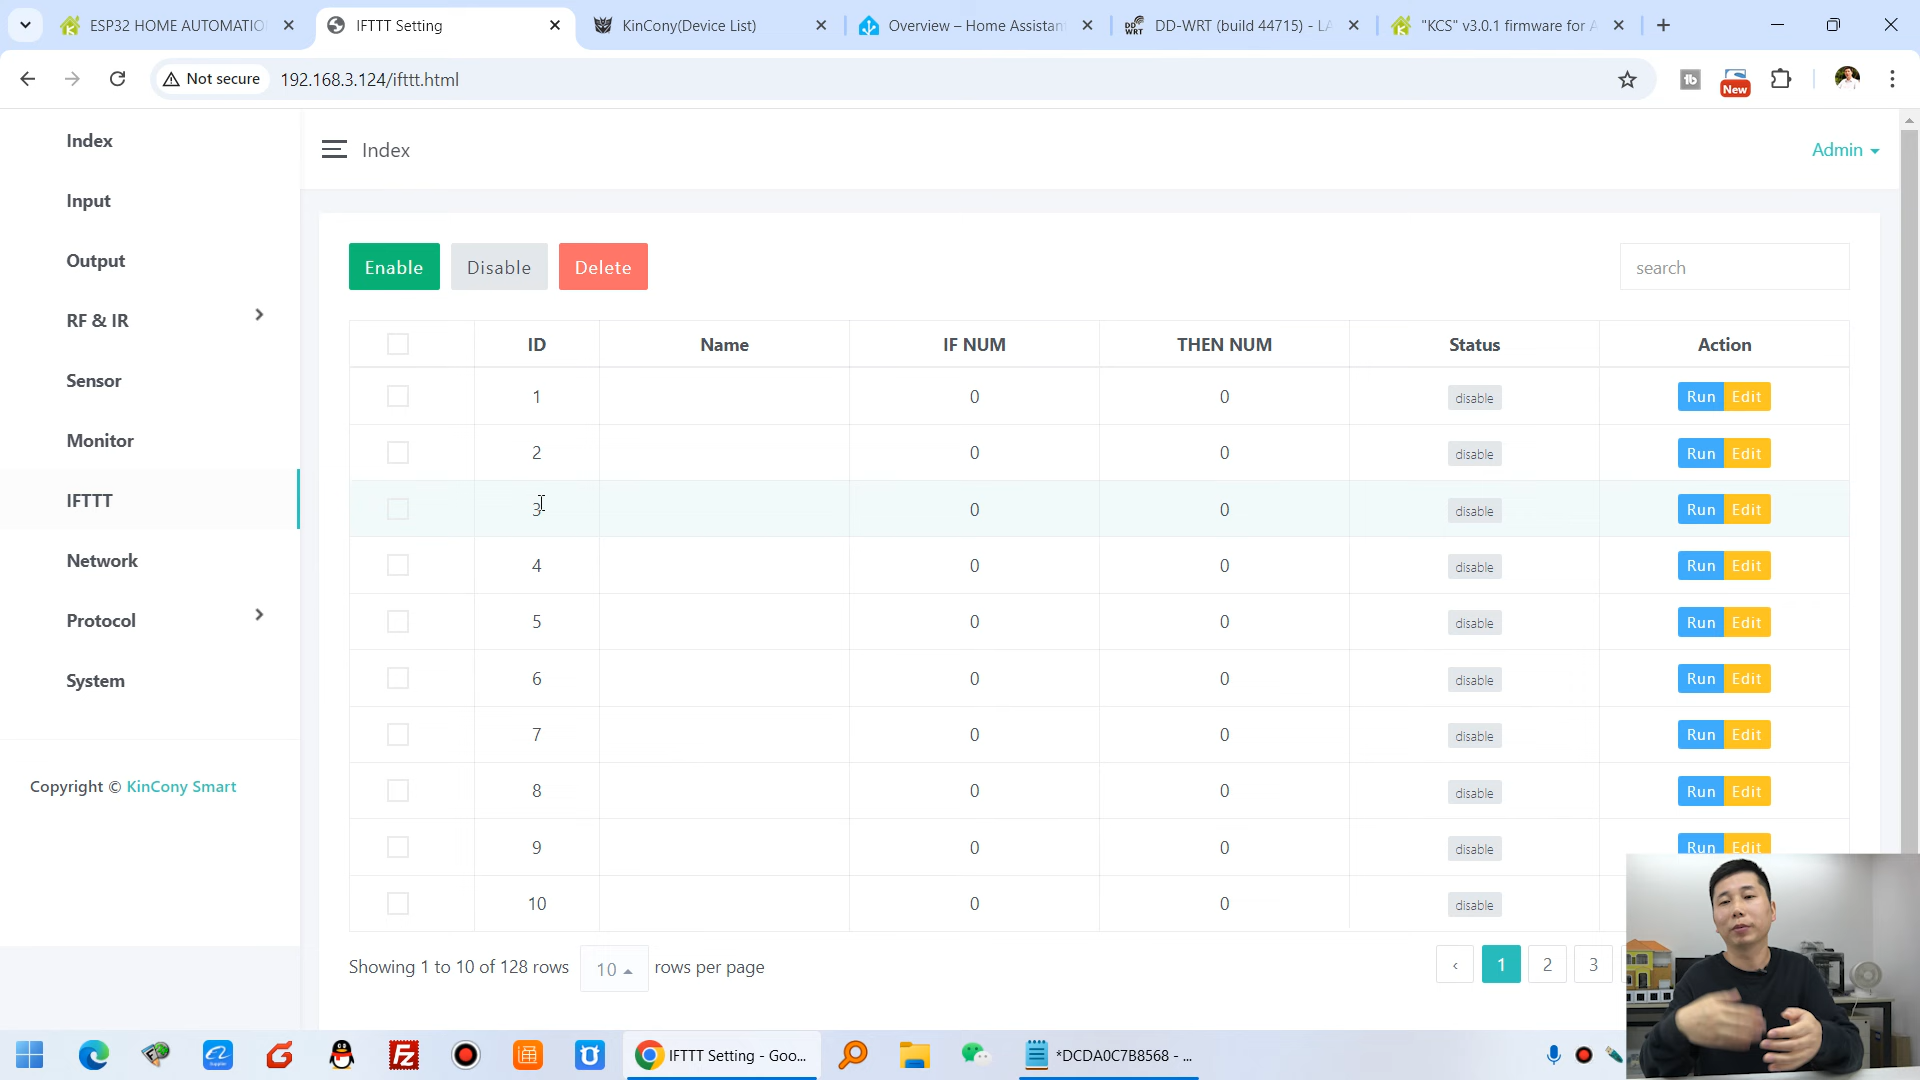 ESP32 HOME AUTOMATIO
IFTTT Setting
KinCony(Device List)
Overview – Home Assistan
DD-WRT (build 44715) - LA
"KCS" v3.0.1 firmware for A
Not secure
192.168.3.124/ifttt.html
New
Index
Input
Output
RF & IR
Sensor
Monitor
IFTTT
Network
Protocol
System
Copyright © KinCony Smart
Index
Admin
Enable Disable Delete
search
ID Name IF NUM THEN NUM Status Action
1 0 0 disable Run Edit
2 0 0 disable Run Edit
3 0 0 disable Run Edit
4 0 0 disable Run Edit
5 0 0 disable Run Edit
6 0 0 disable Run Edit
7 0 0 disable Run Edit
8 0 0 disable Run Edit
9 0 0 disable Run Edit
10 0 0 disable
Showing 1 to 10 of 128 rows 10 rows per page
‹ 1 2 3
IFTTT Setting - Goo...
*DCDA0C7B8568 - ...